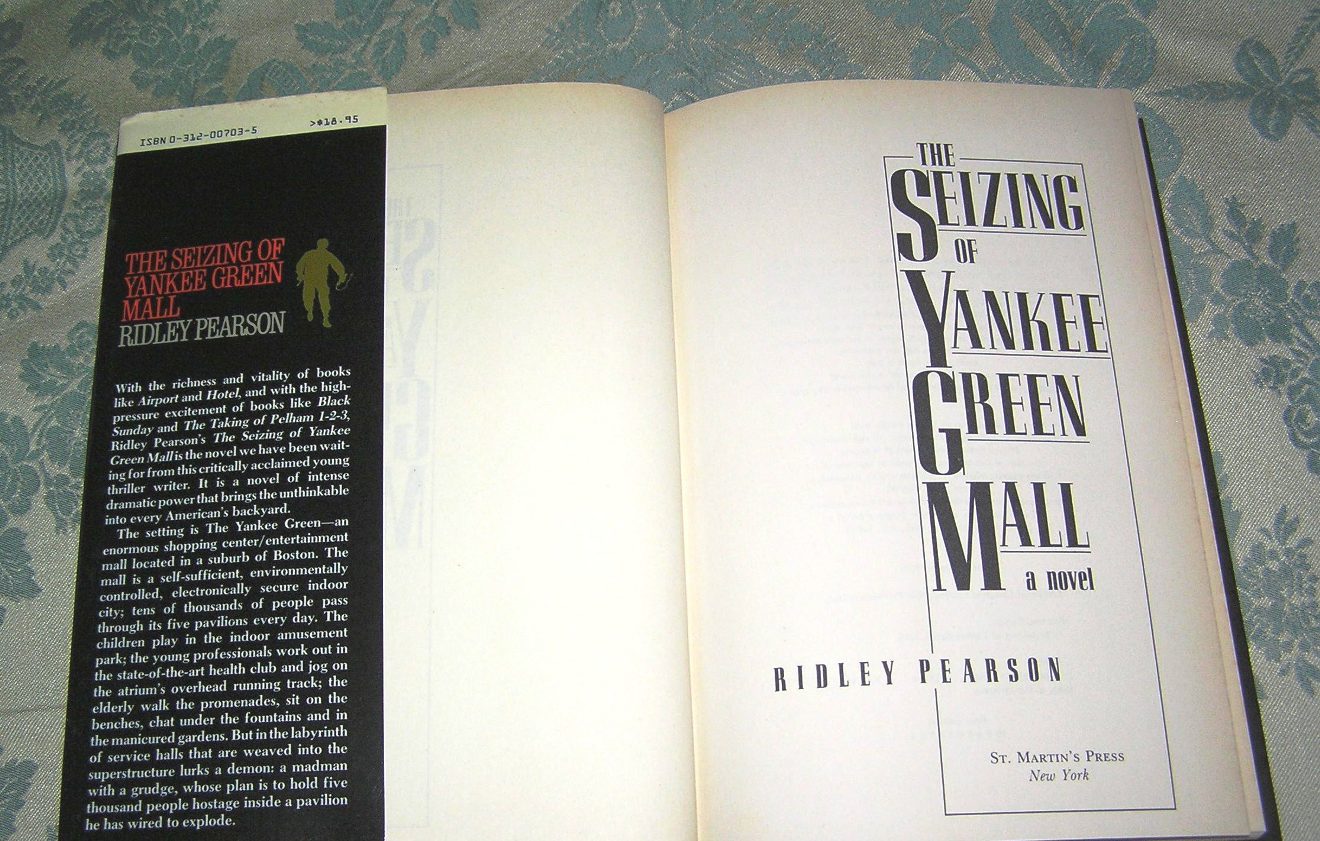 ISBN 0-312-00703-5
>$18.95
THE SEIZING OF
YANKEE GREEN
MALL
RIDLEY PEARSON
With the richness and vitality of books
like Airport and Hotel, and with the high-
pressure excitement of books like Black
Sunday and The Taking of Pelham 1-2-3,
Ridley Pearson's The Seizing of Yankee
Green Mall is the novel we have been wait-
ing for from this critically acclaimed young
thriller writer. It is a novel of intense
dramatic power that brings the unthinkable
into every American's backyard.
The setting is The Yankee Green—an
enormous shopping center/entertainment
mall located in a suburb of Boston. The
mall is a self-sufficient, environmentally
controlled, electronically secure indoor
city; tens of thousands of people pass
through its five pavilions every day. The
children play in the indoor amusement
park; the young professionals work out in
the state-of-the-art health club and jog on
the atrium's overhead running track; the
elderly walk the promenades, sit on the
benches, chat under the fountains and in
the manicured gardens. But in the labyrinth
of service halls that are weaved into the
superstructure lurks a demon: a madman
with a grudge, whose plan is to hold five
thousand people hostage inside a pavilion
he has wired to explode.
THE
SEIZING
OF
YANKEE
GREEN
MALL
a novel
RIDLEY PEARSON
ST. MARTIN'S PRESS
New York